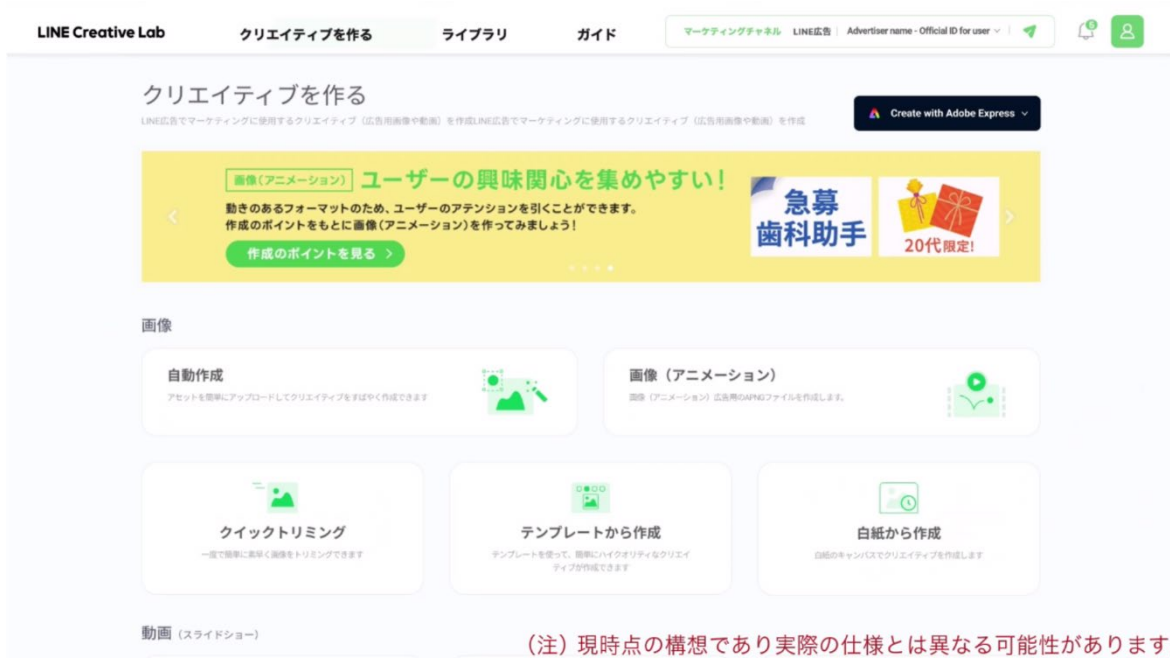 LINE Creative Lab
クリエイティブを作る
ライブラリ
ガイド
マーケティングチャネル LINE広告 Advertiser name - Official ID for user
6
クリエイティブを作る
LINE広告でマーケティングに使用するクリエイティブ（広告用画像や動画）を作成LINE広告でマーケティングに使用するクリエイティブ（広告用画像や動画）を作成
Create with Adobe Express
画像（アニメーション） ユーザーの興味関心を集めやすい！
動きのあるフォーマットのため、ユーザーのアテンションを引くことができます。
作成のポイントをもとに画像（アニメーション）を作ってみましょう！
作成のポイントを見る
急募
歯科助手
20代限定！
画像
自動作成
アセットを簡単にアップロードしてクリエイティブをすばやく作成できます
画像（アニメーション）
画像（アニメーション）広告用のAPNGファイルを作成します。
クイックトリミング
一度で簡単に素早く画像をトリミングできます
テンプレートから作成
テンプレートを使って、簡単にハイクオリティなクリエイ
ティブが作成できます
白紙から作成
白紙のキャンバスでクリエイティブを作成します
動画（スライドショー）
（注）現時点の構想であり実際の仕様とは異なる可能性があります